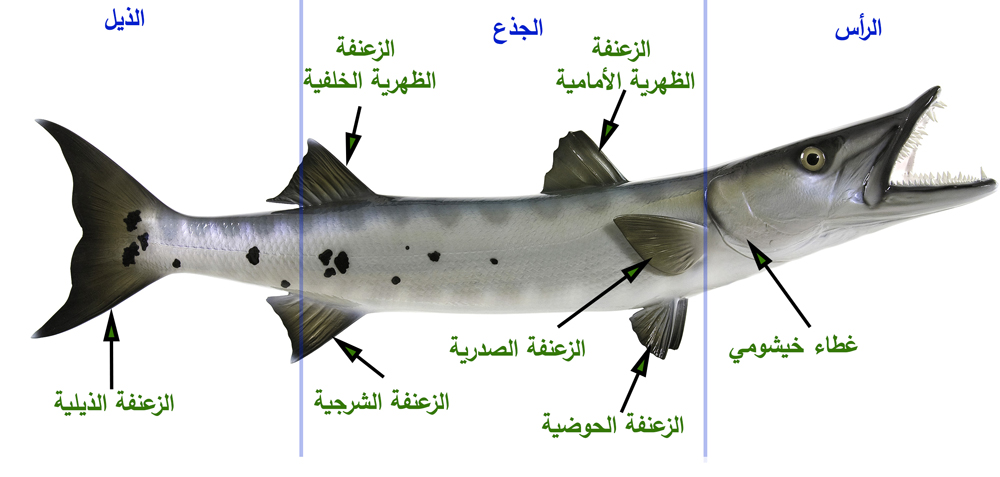 الرأس
الجذع
الذيل
الزعنفة
الظهرية الأمامية
الزعنفة
الظهرية الخلفية
غطاء خيشومي
الزعنفة الصدرية
الزعنفة الحوضية
الزعنفة الشرجية
الزعنفة الذيلية